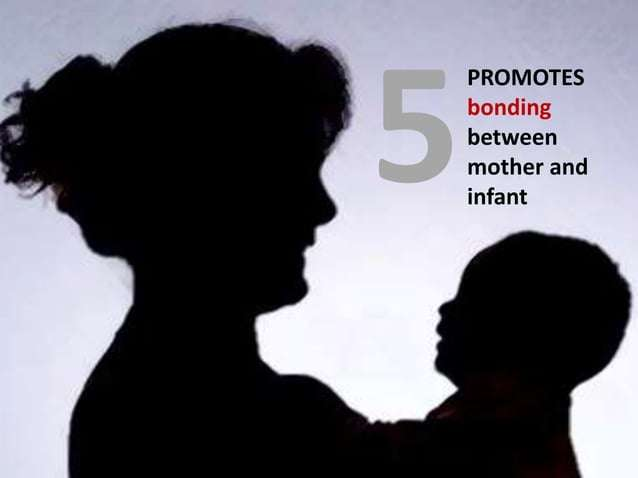 5
PROMOTES
bonding
between
mother and
infant